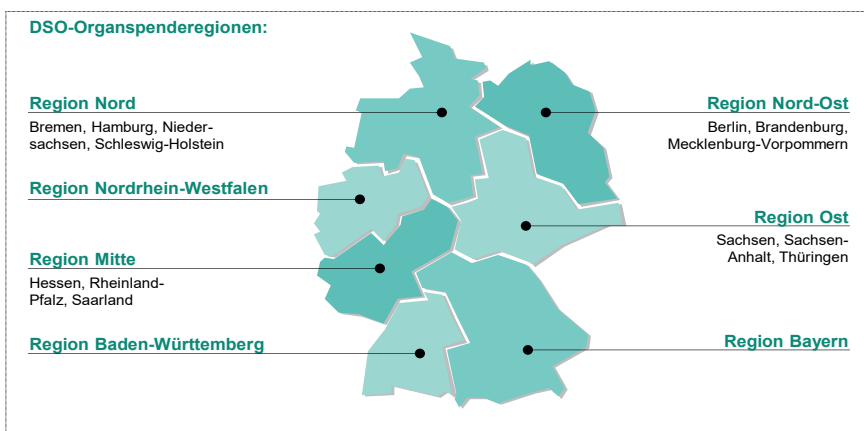 DSO-Organspenderegionen:
Region Nord
Bremen, Hamburg, Nieder-
sachsen, Schleswig-Holstein
Region Nordrhein-Westfalen
Region Mitte
Hessen, Rheinland-
Pfalz, Saarland
Region Baden-Württemberg
Region Nord-Ost
Berlin, Brandenburg,
Mecklenburg-Vorpommern
Region Ost
Sachsen, Sachsen-
Anhalt, Thüringen
Region Bayern